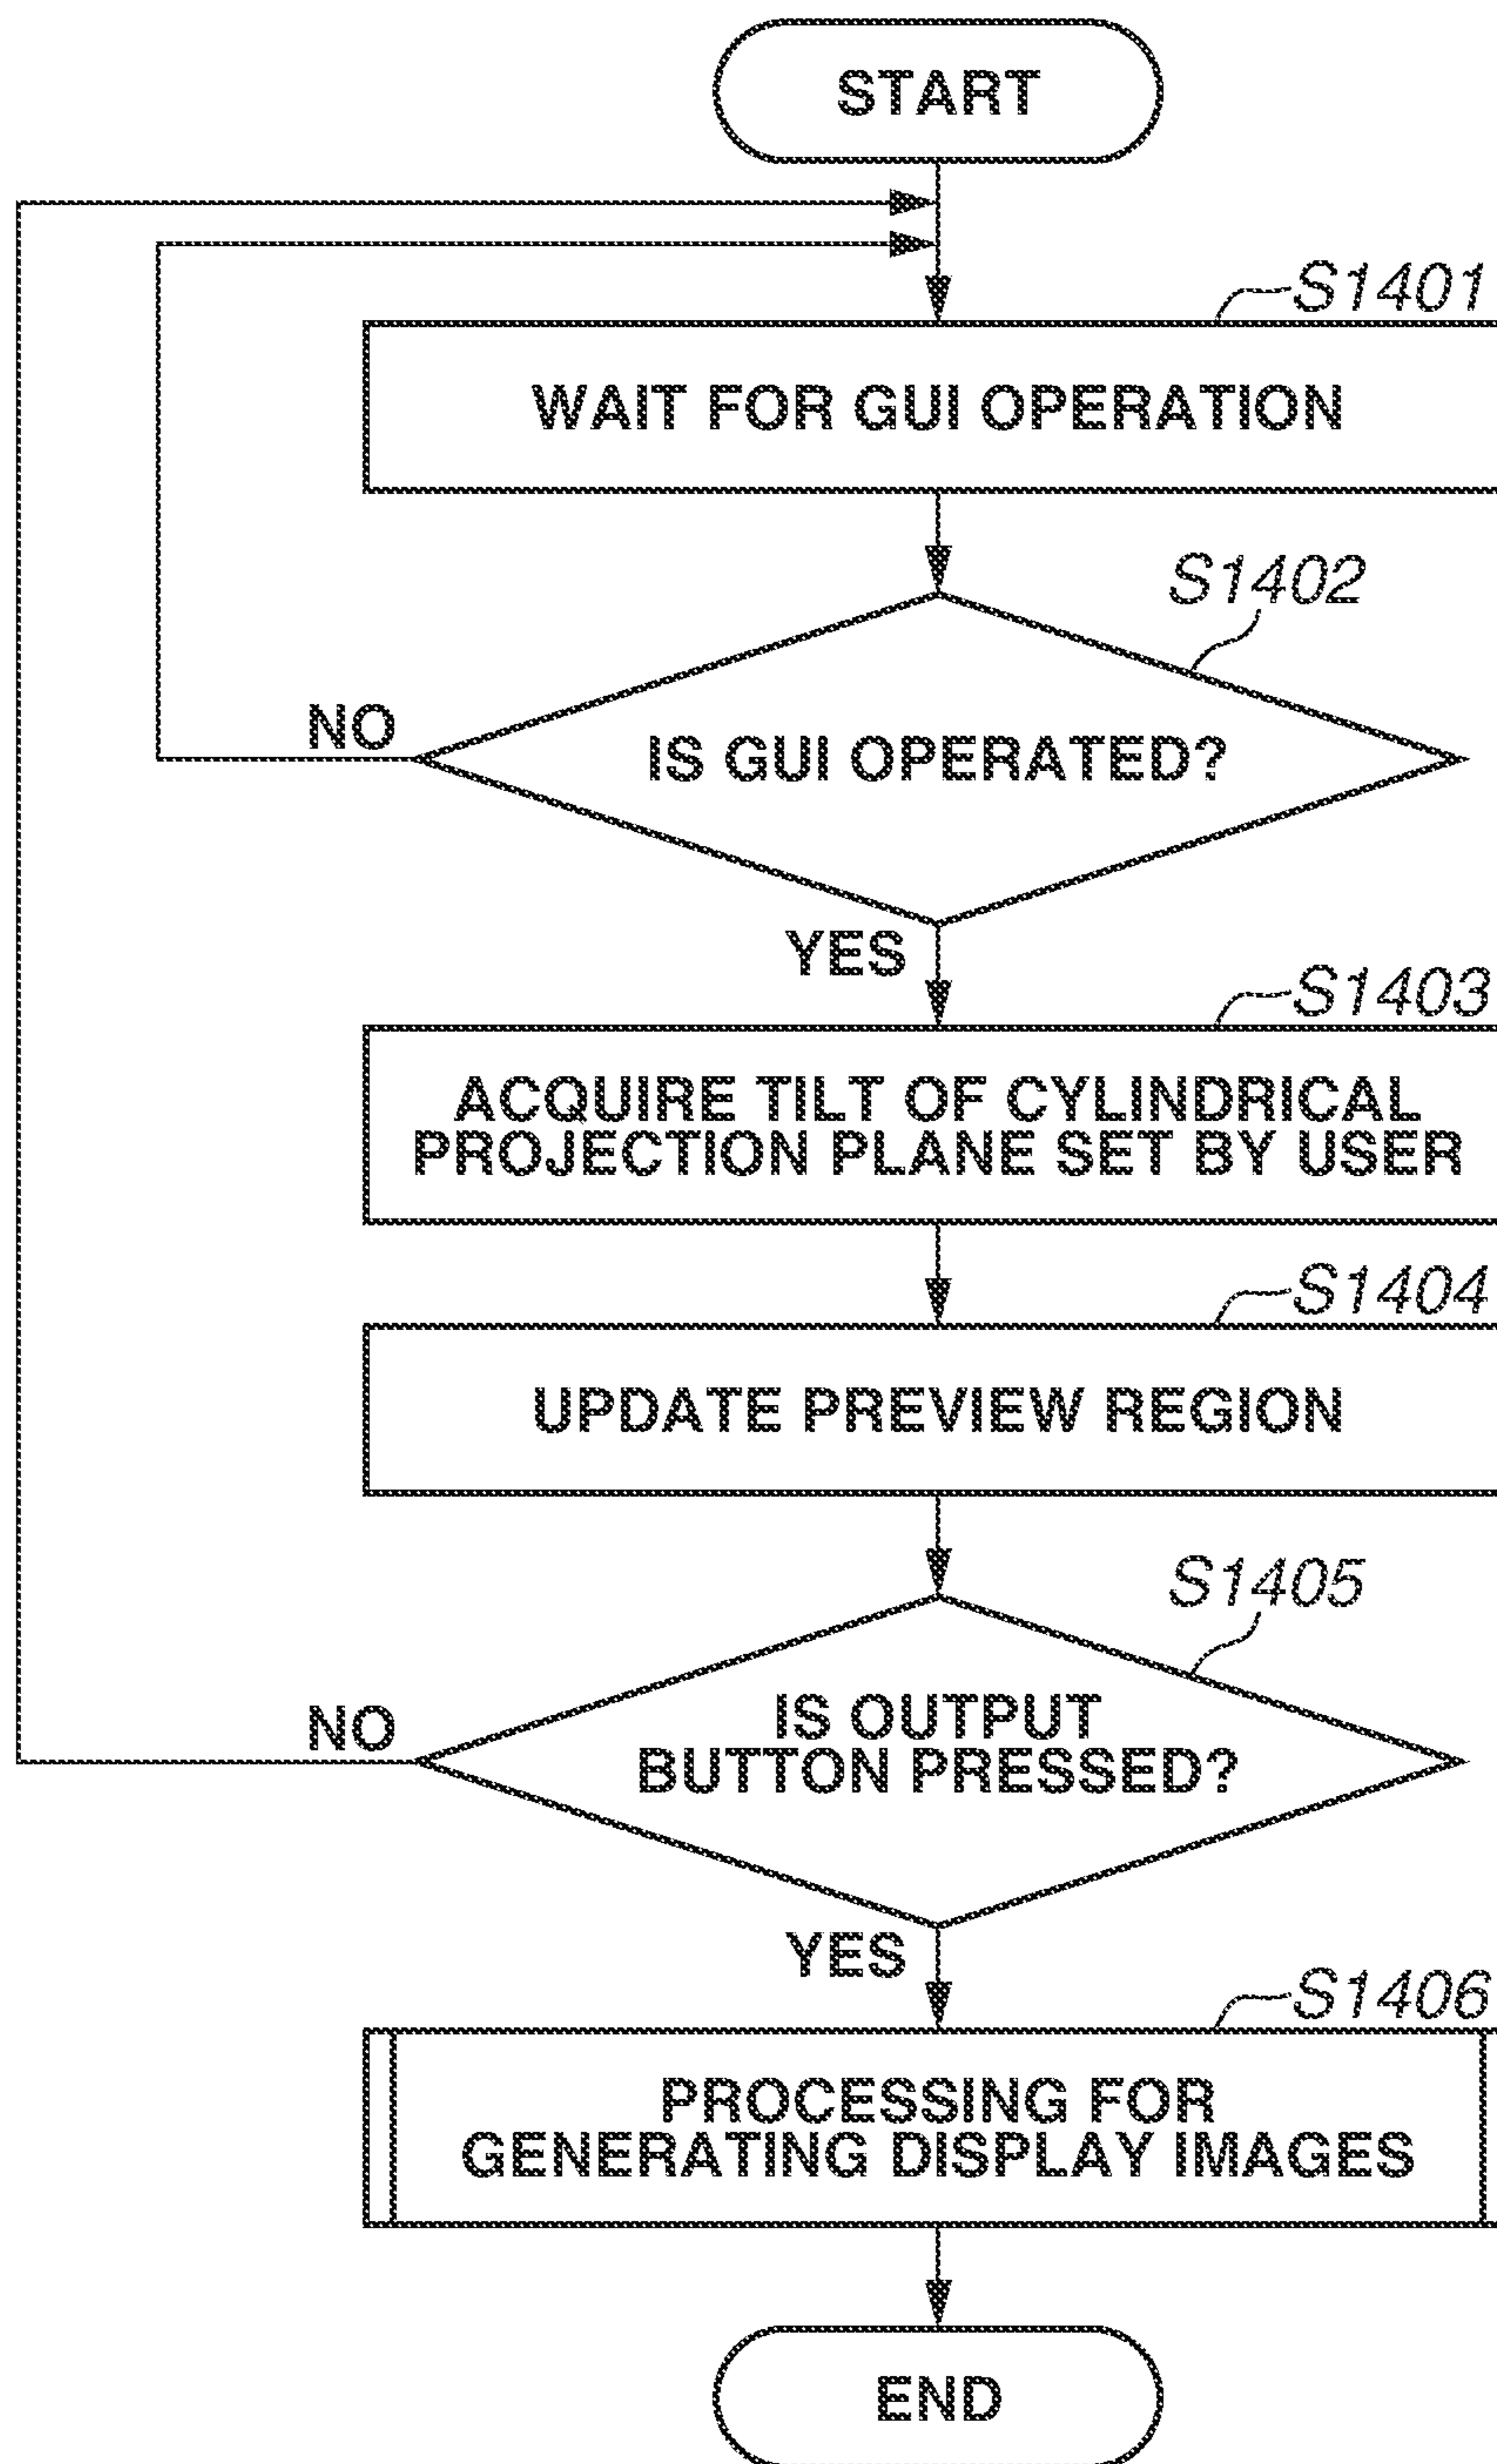 START
S1401
WAIT FOR GUI OPERATION
S1402
NO
IS GUI OPERATED?
YES
S1403
ACQUIRE TILT OF CYLINDRICAL
PROJECTION PLANE SET BY USER
S1404
UPDATE PREVIEW REGION
S1405
NO
IS OUTPUT
BUTTON PRESSED?
YES
S1406
PROCESSING FOR
GENERATING DISPLAY IMAGES
END